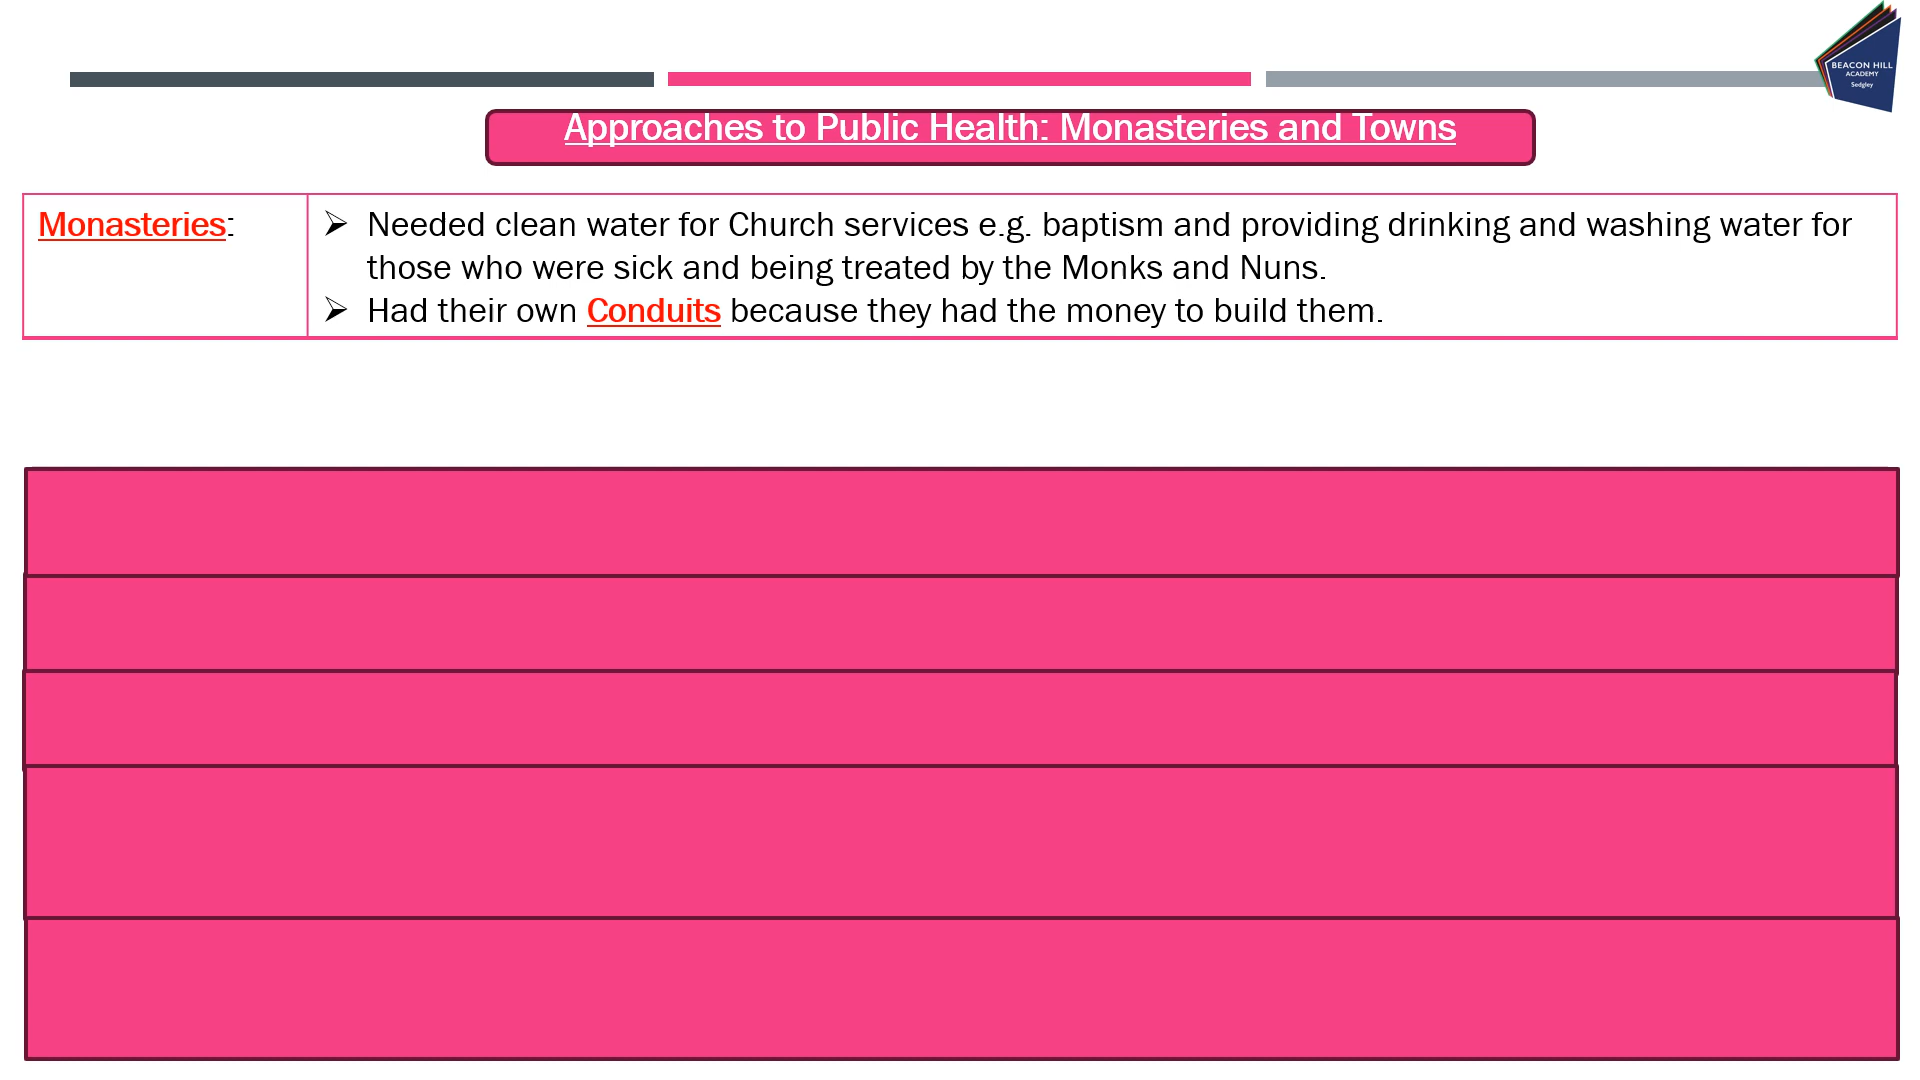 BEACON HILL
ACADEMY
Sedgley
Approaches to Public Health: Monasteries and Towns
Monasteries:
➢ Needed clean water for Church services e.g. baptism and providing drinking and washing water for
those who were sick and being treated by the Monks and Nuns.
➢ Had their own Conduits because they had the money to build them.